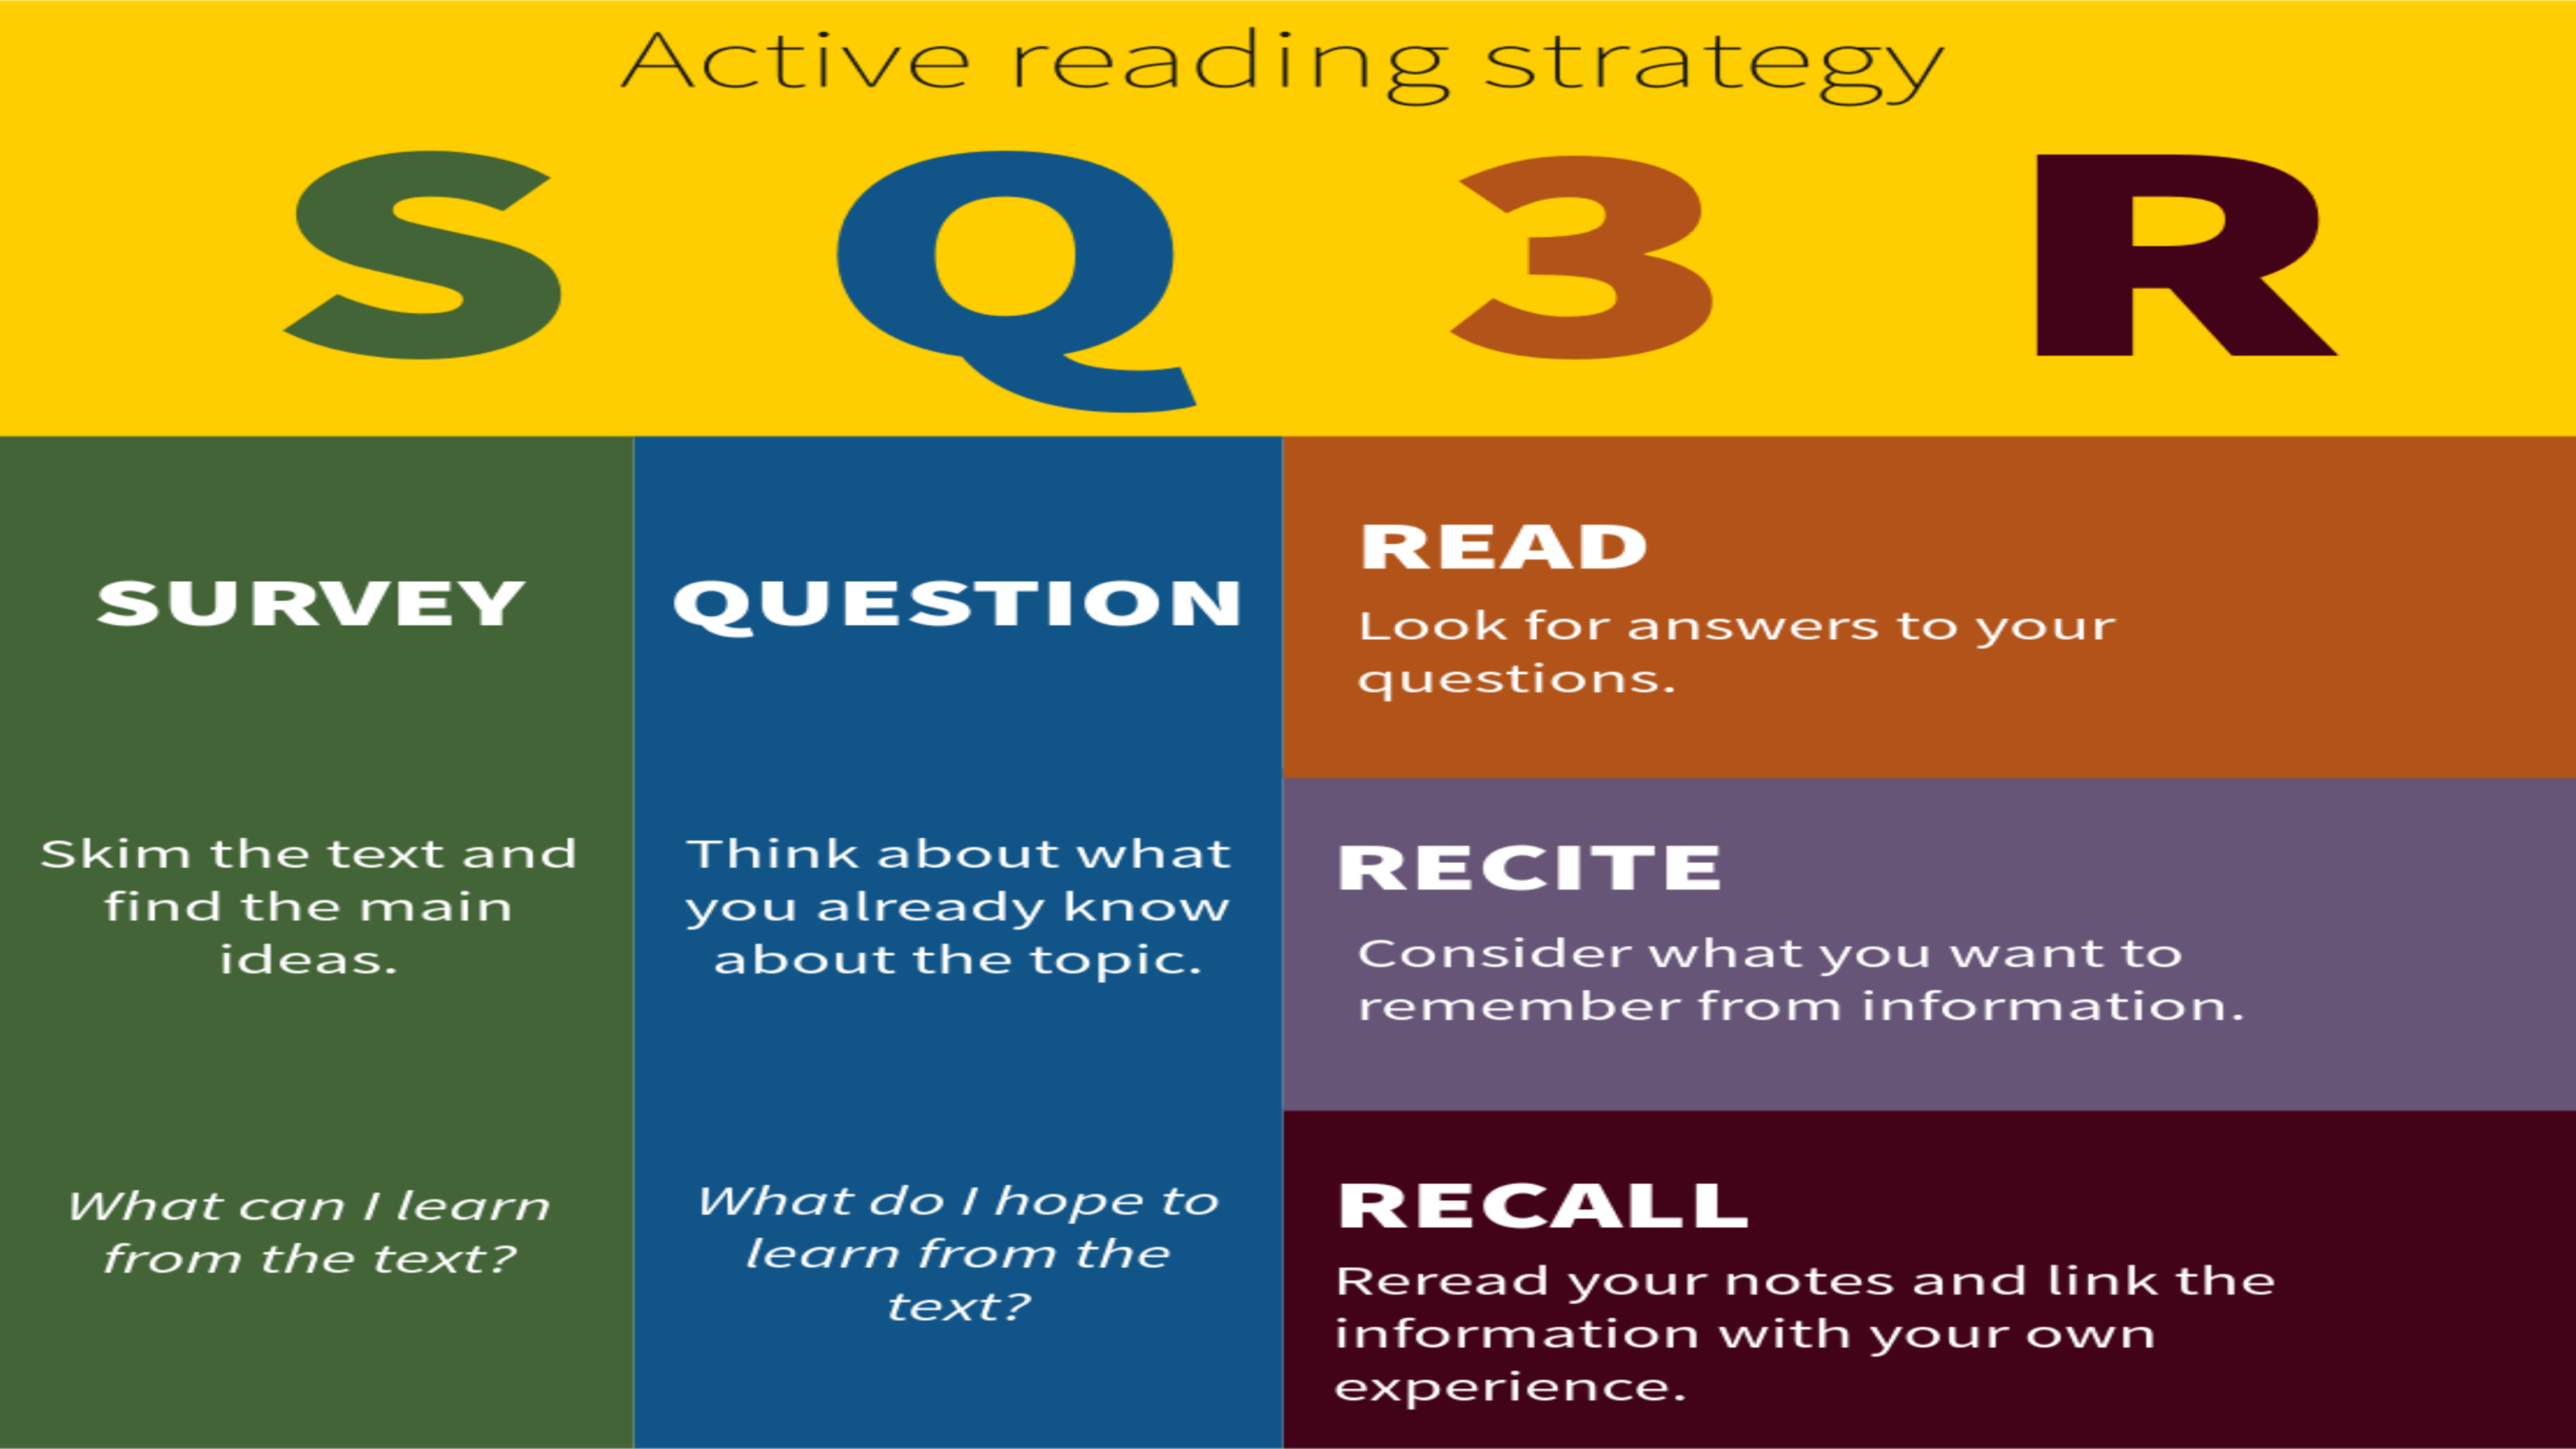 Active reading strategy
S Q 3 R
SURVEY
Skim the text and
find the main
ideas.
What can I learn
from the text?
QUESTION
Think about what
you already know
about the topic.
What do I hope to
learn from the
text?
READ
Look for answers to your
questions.
RECITE
Consider what you want to
remember from information.
RECALL
Reread your notes and link the
information with your own
experience.